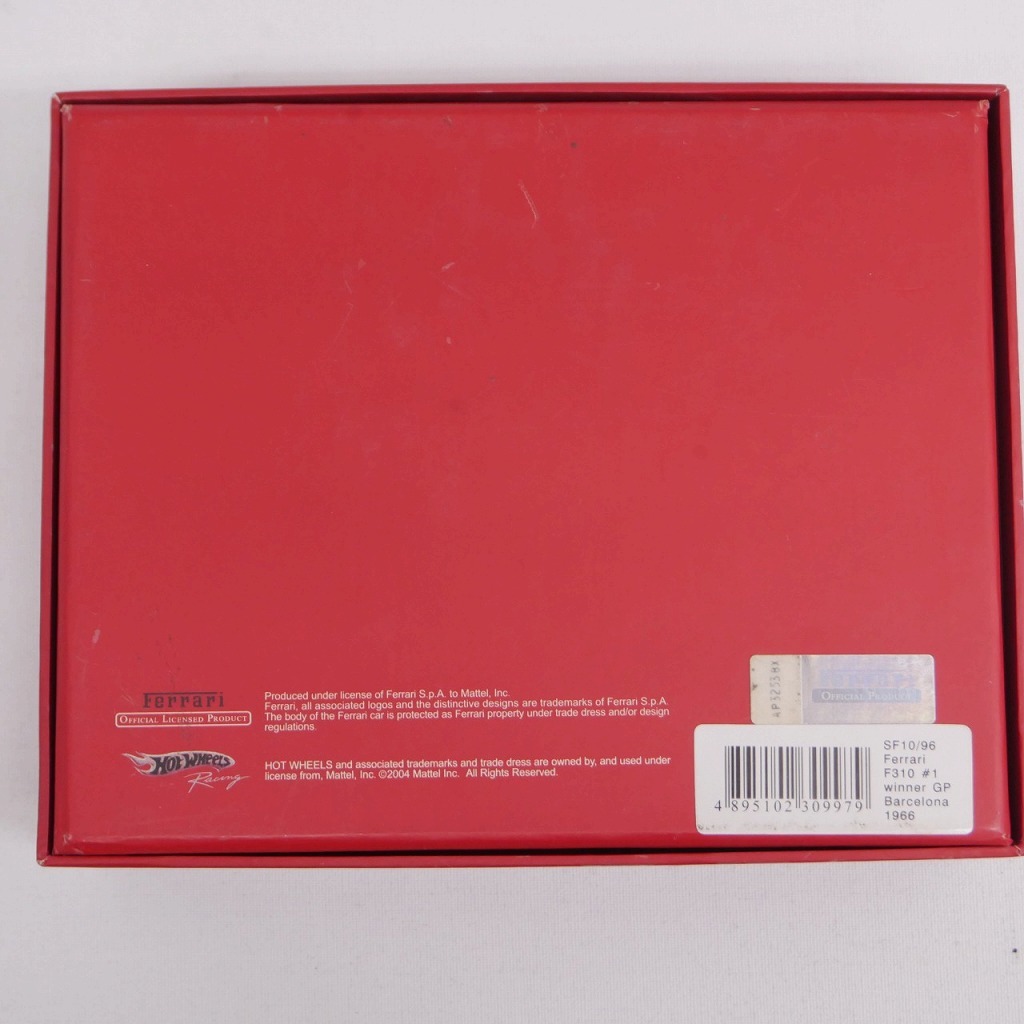 Ferrari
OFFICIAL LICENSED PRODUCT
Produced under license of Ferrari S.p.A. to Mattel, Inc.
Ferrari, all associated logos and the distinctive designs are trademarks of Ferrari S.p.A.
The body of the Ferrari car is protected as Ferrari property under trade dress and/or design
regulations.
HOT WHEELS
Racing
HOT WHEELS and associated trademarks and trade dress are owned by, and used under
license from, Mattel, Inc. ©2004 Mattel Inc. All Rights Reserved.
Ferrari
OFFICIAL PRODUCT
4 895102 309979
SF10/96
Ferrari
F310 #1
winner GP
Barcelona
1966